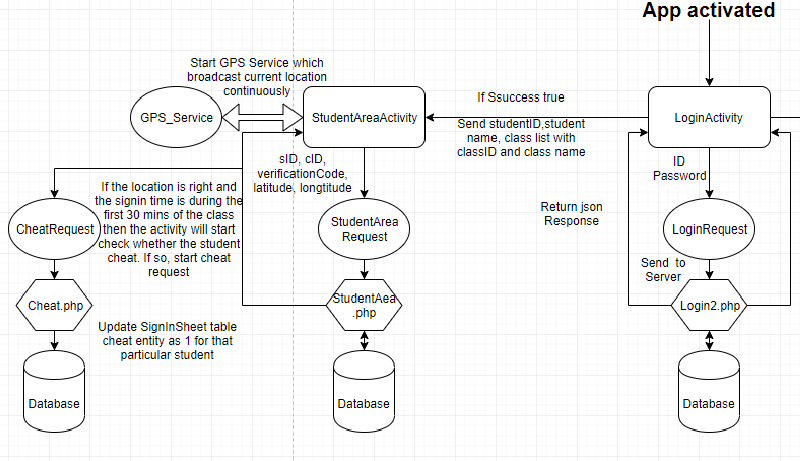 App activated
Start GPS Service which
broadcast current location
continuously
GPS_Service
StudentAreaActivity
If Ssuccess true
Send studentID,student
name, class list with
classID and class name
LoginActivity
sID, cID,
verificationCode,
latitude, longtitude
ID
Password
If the location is right and
the signin time is during the
first 30 mins of the class
then the activity will start
check whether the student
cheat. If so, start cheat
request
CheatRequest
StudentArea
Request
Return json
Response
LoginRequest
Send to
Server
Cheat.php
StudentAea
.php
Login2.php
Update SignInSheet table
cheat entity as 1 for that
particular student
Database
Database
Database